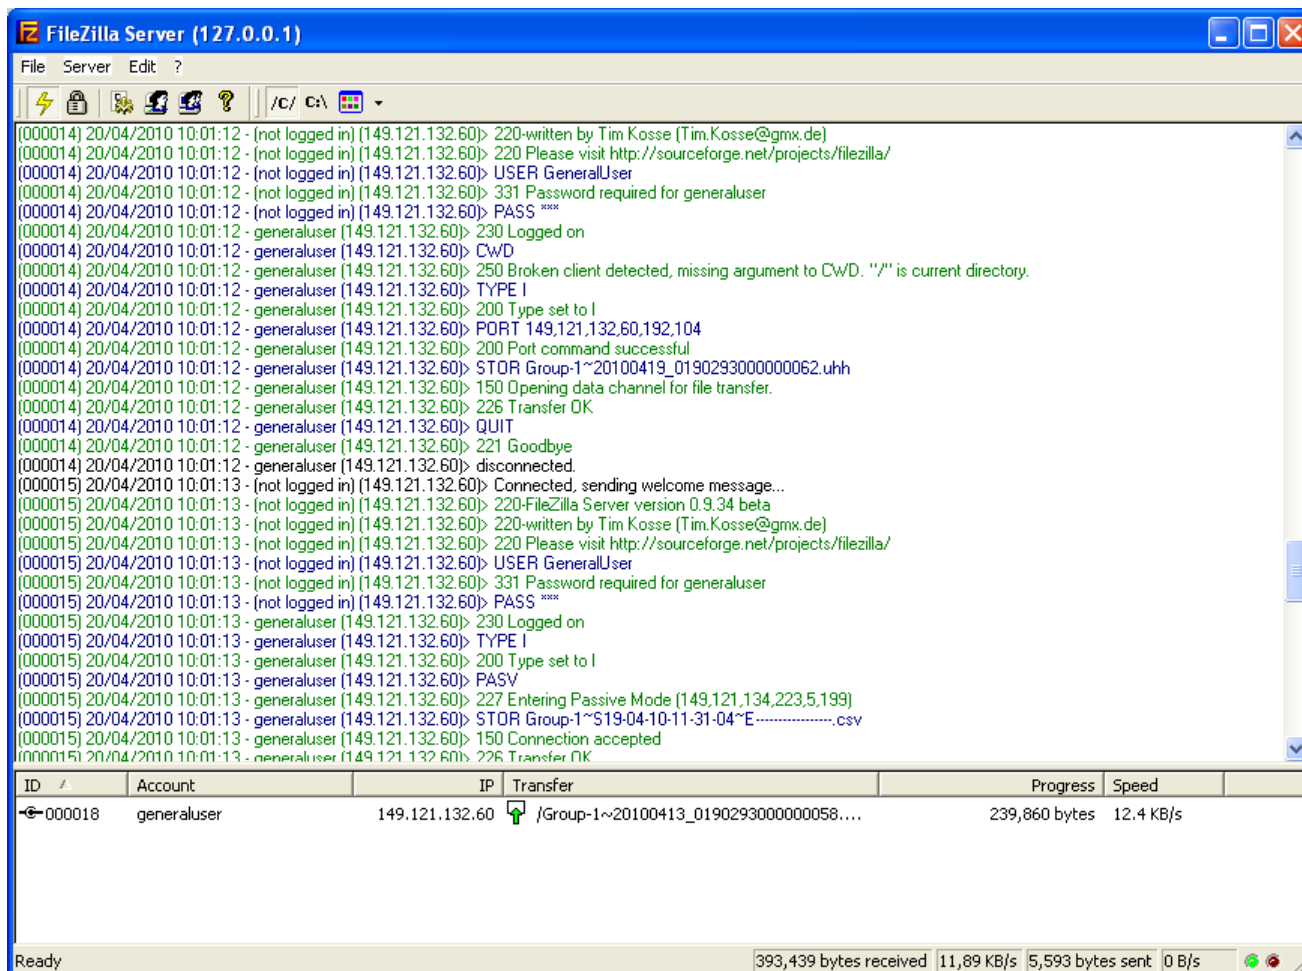 FileZilla Server (127.0.0.1)
File Server Edit ?
/C/ C:\
(000014) 20/04/2010 10:01:12 - (not logged in) (149.121.132.60)> 220-written by Tim Kosse (Tim.Kosse@gmx.de)
(000014) 20/04/2010 10:01:12 - (not logged in) (149.121.132.60)> 220 Please visit http://sourceforge.net/projects/filezilla/
(000014) 20/04/2010 10:01:12 - (not logged in) (149.121.132.60)> USER GeneralUser
(000014) 20/04/2010 10:01:12 - (not logged in) (149.121.132.60)> 331 Password required for generaluser
(000014) 20/04/2010 10:01:12 - (not logged in) (149.121.132.60)> PASS ***
(000014) 20/04/2010 10:01:12 - generaluser (149.121.132.60)> 230 Logged on
(000014) 20/04/2010 10:01:12 - generaluser (149.121.132.60)> CWD
(000014) 20/04/2010 10:01:12 - generaluser (149.121.132.60)> 250 Broken client detected, missing argument to CWD. "/" is current directory.
(000014) 20/04/2010 10:01:12 - generaluser (149.121.132.60)> TYPE I
(000014) 20/04/2010 10:01:12 - generaluser (149.121.132.60)> 200 Type set to I
(000014) 20/04/2010 10:01:12 - generaluser (149.121.132.60)> PORT 149,121,132,60,192,104
(000014) 20/04/2010 10:01:12 - generaluser (149.121.132.60)> 200 Port command successful
(000014) 20/04/2010 10:01:12 - generaluser (149.121.132.60)> STOR Group-1~20100419_0190293000000062.uhh
(000014) 20/04/2010 10:01:12 - generaluser (149.121.132.60)> 150 Opening data channel for file transfer.
(000014) 20/04/2010 10:01:12 - generaluser (149.121.132.60)> 226 Transfer OK
(000014) 20/04/2010 10:01:12 - generaluser (149.121.132.60)> QUIT
(000014) 20/04/2010 10:01:12 - generaluser (149.121.132.60)> 221 Goodbye
(000014) 20/04/2010 10:01:12 - generaluser (149.121.132.60)> disconnected.
(000015) 20/04/2010 10:01:13 - (not logged in) (149.121.132.60)> Connected, sending welcome message...
(000015) 20/04/2010 10:01:13 - (not logged in) (149.121.132.60)> 220-FileZilla Server version 0.9.34 beta
(000015) 20/04/2010 10:01:13 - (not logged in) (149.121.132.60)> 220-written by Tim Kosse (Tim.Kosse@gmx.de)
(000015) 20/04/2010 10:01:13 - (not logged in) (149.121.132.60)> 220 Please visit http://sourceforge.net/projects/filezilla/
(000015) 20/04/2010 10:01:13 - (not logged in) (149.121.132.60)> USER GeneralUser
(000015) 20/04/2010 10:01:13 - (not logged in) (149.121.132.60)> 331 Password required for generaluser
(000015) 20/04/2010 10:01:13 - (not logged in) (149.121.132.60)> PASS ***
(000015) 20/04/2010 10:01:13 - generaluser (149.121.132.60)> 230 Logged on
(000015) 20/04/2010 10:01:13 - generaluser (149.121.132.60)> TYPE I
(000015) 20/04/2010 10:01:13 - generaluser (149.121.132.60)> 200 Type set to I
(000015) 20/04/2010 10:01:13 - generaluser (149.121.132.60)> PASV
(000015) 20/04/2010 10:01:13 - generaluser (149.121.132.60)> 227 Entering Passive Mode (149,121,134,223,5,199)
(000015) 20/04/2010 10:01:13 - generaluser (149.121.132.60)> STOR Group-1~S19-04-10-11-31-04~E-----------------.csv
(000015) 20/04/2010 10:01:13 - generaluser (149.121.132.60)> 150 Connection accepted
(000015) 20/04/2010 10:01:13 - generaluser (149.121.132.60)> 226 Transfer OK
ID Account IP Transfer Progress Speed
000018 generaluser 149.121.132.60 /Group-1~20100413_0190293000000058.... 239,860 bytes 12.4 KB/s
Ready 393,439 bytes received 11,89 KB/s 5,593 bytes sent 0 B/s